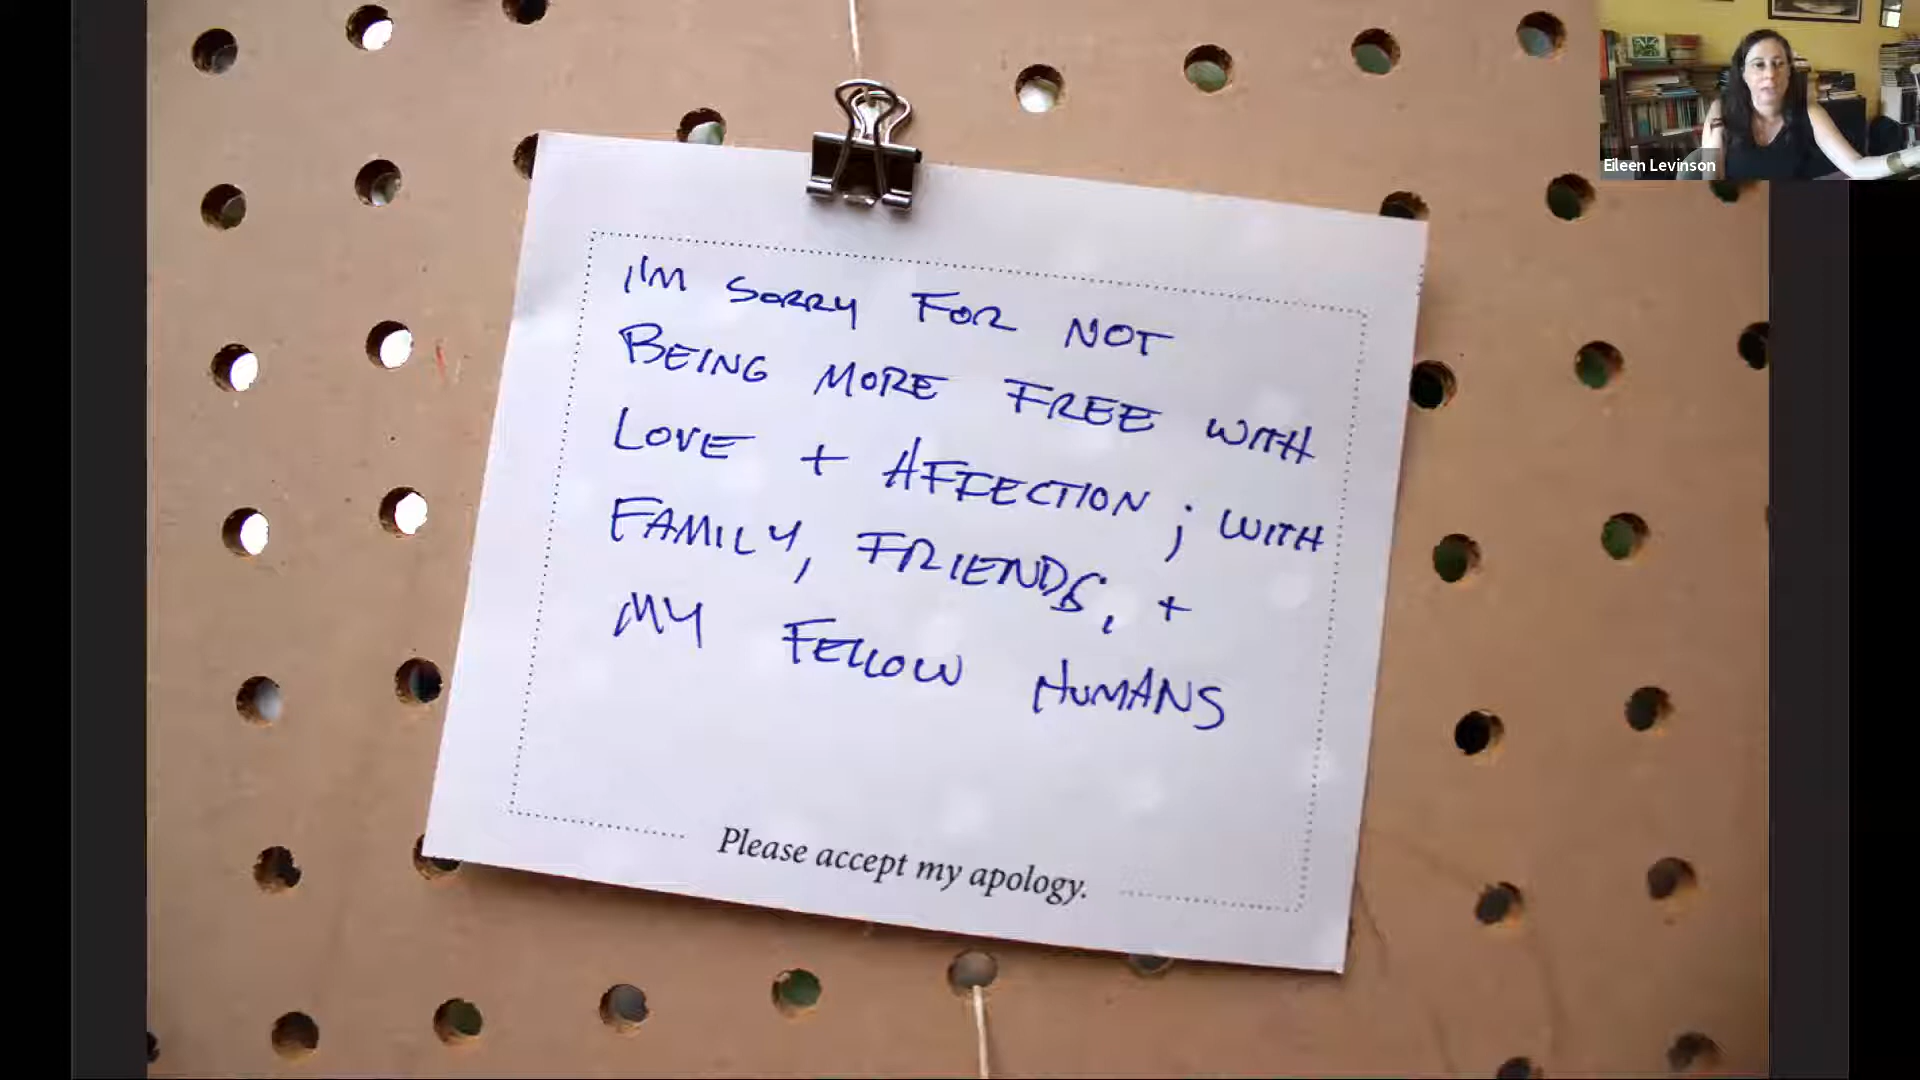 Eileen Levinson
I'M SORRY FOR NOT
BEING MORE FREE WITH
LOVE + AFFECTION ; WITH
FAMILY, FRIENDS, +
MY FELLOW HUMANS
Please accept my apology.